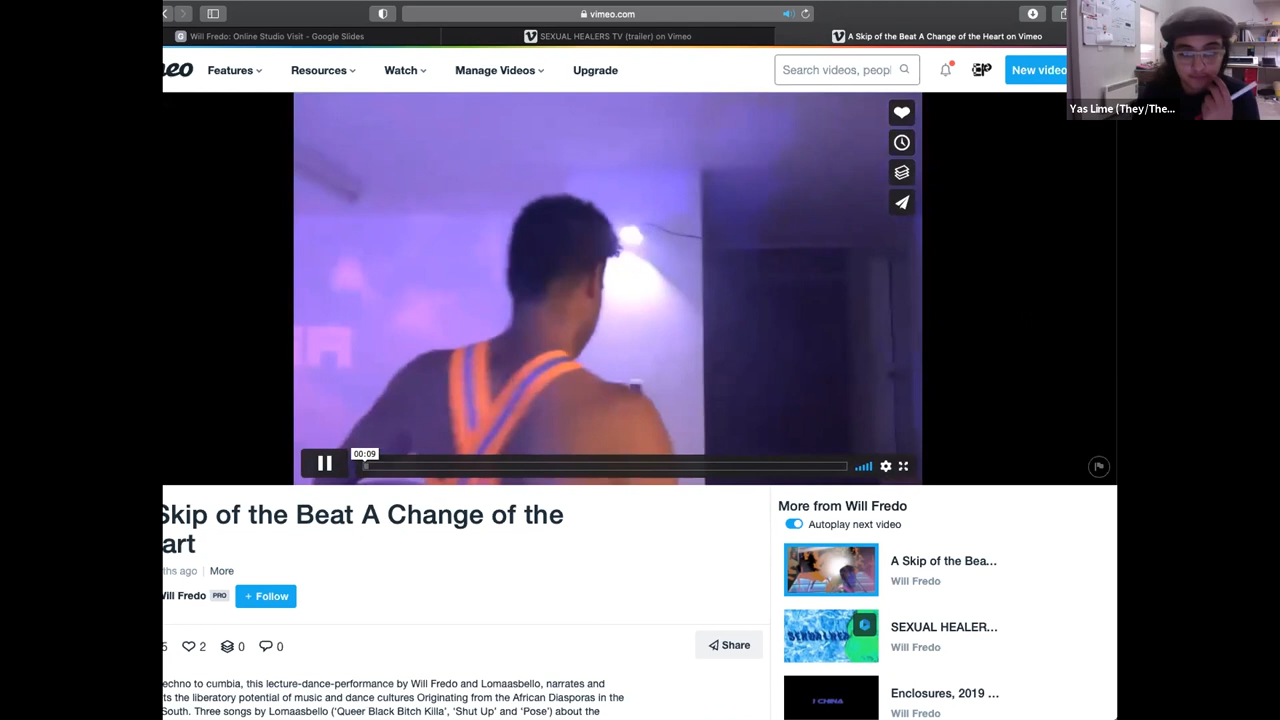 vimeo.com
Will Fredo: Online Studio Visit - Google Slides
SEXUAL HEALERS TV (trailer) on Vimeo
A Skip of the Beat A Change of the Heart on Vimeo
meo
Features
Resources
Watch
Manage Videos
Upgrade
Search videos, peopl
New video
Yas Lime (They/The...
00:09
Skip of the Beat A Change of the
art
ths ago
More
Will Fredo
PRO
+ Follow
5
2
0
0
Share
echno to cumbia, this lecture-dance-performance by Will Fredo and Lomaasbello, narrates and
ts the liberatory potential of music and dance cultures Originating from the African Diasporas in the
South. Three songs by Lomaasbello ('Queer Black Bitch Killa', 'Shut Up' and 'Pose') about the
More from Will Fredo
Autoplay next video
A Skip of the Bea...
Will Fredo
SEXUAL HEALER...
Will Fredo
Enclosures, 2019 ...
Will Fredo